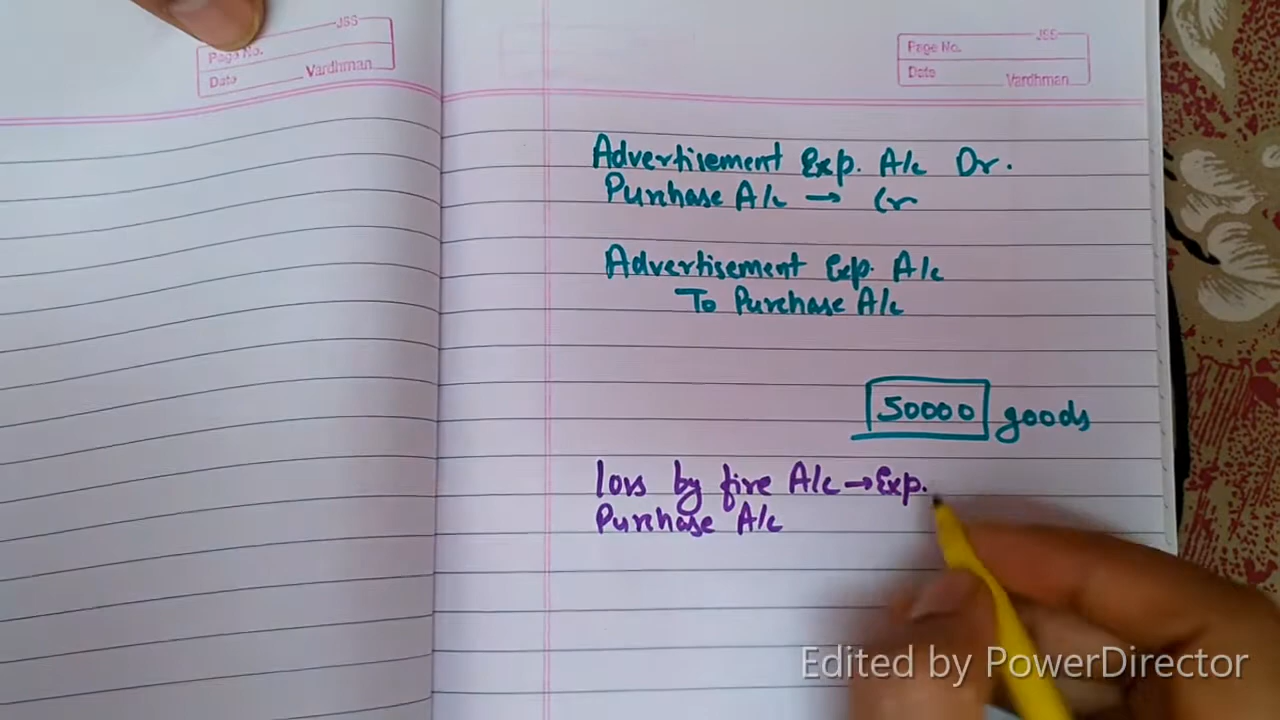 JSS
Page No.
Date Vardhman
JSS
Page No.
Date Vardhman
Advertisement Exp. A/c Dr.
Purchase A/c → Cr
Advertisement Exp. A/c
To Purchase A/c
50000 goods
loss by fire A/c → Exp.
Purchase A/c
Edited by PowerDirector